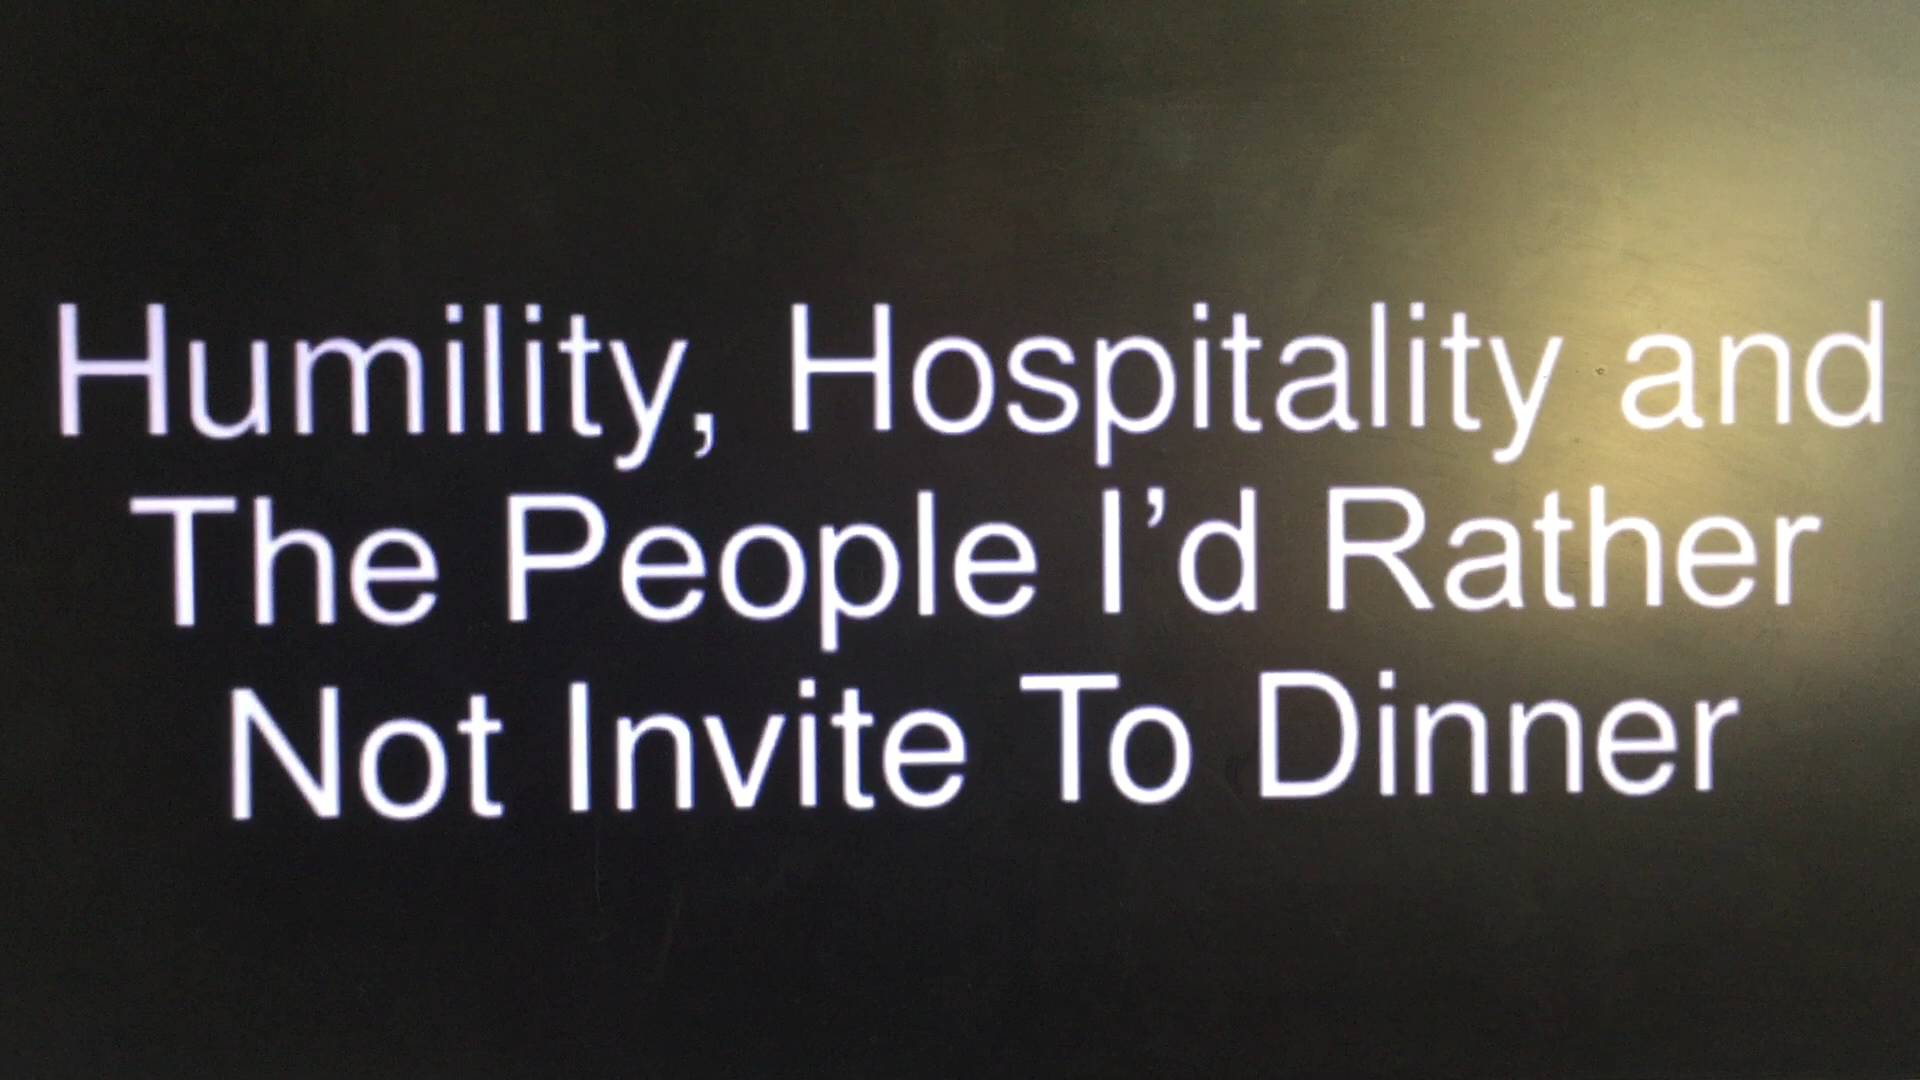 Humility, Hospitality and
The People I’d Rather
Not Invite To Dinner